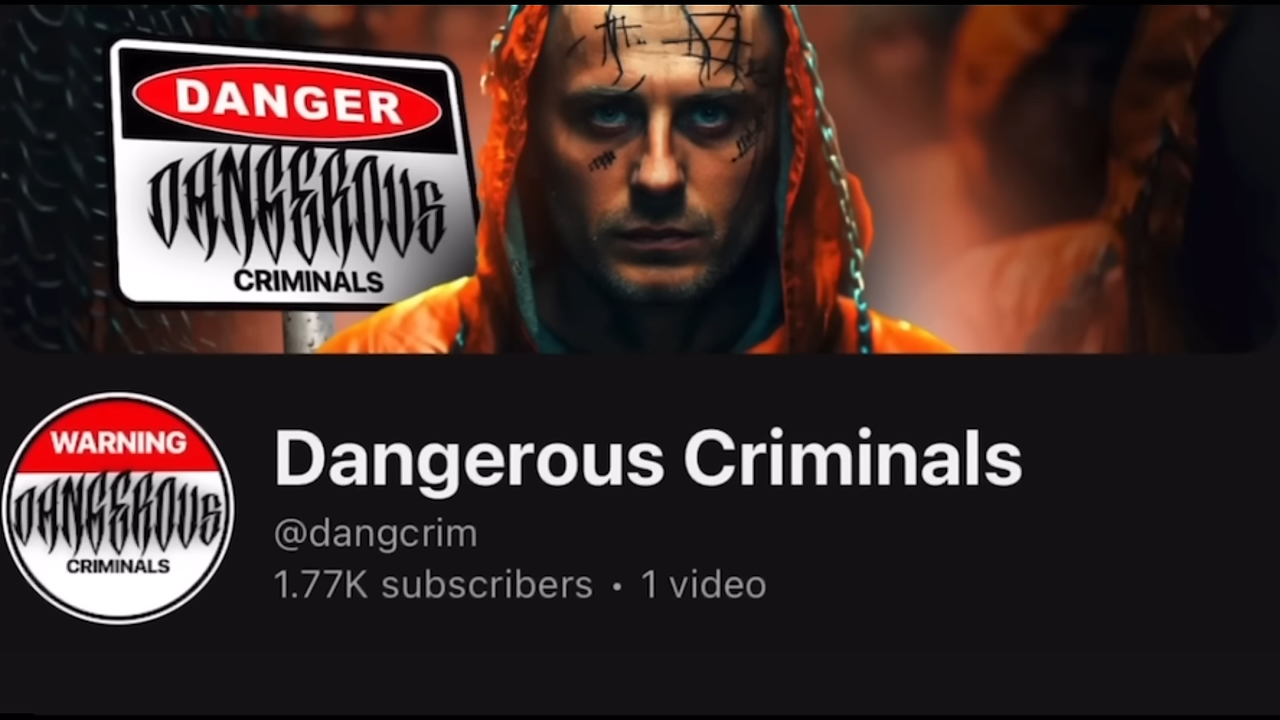 DANGER
DANGEROUS
CRIMINALS
WARNING
DANGEROUS
CRIMINALS
Dangerous Criminals
@dangcrim
1.77K subscribers • 1 video